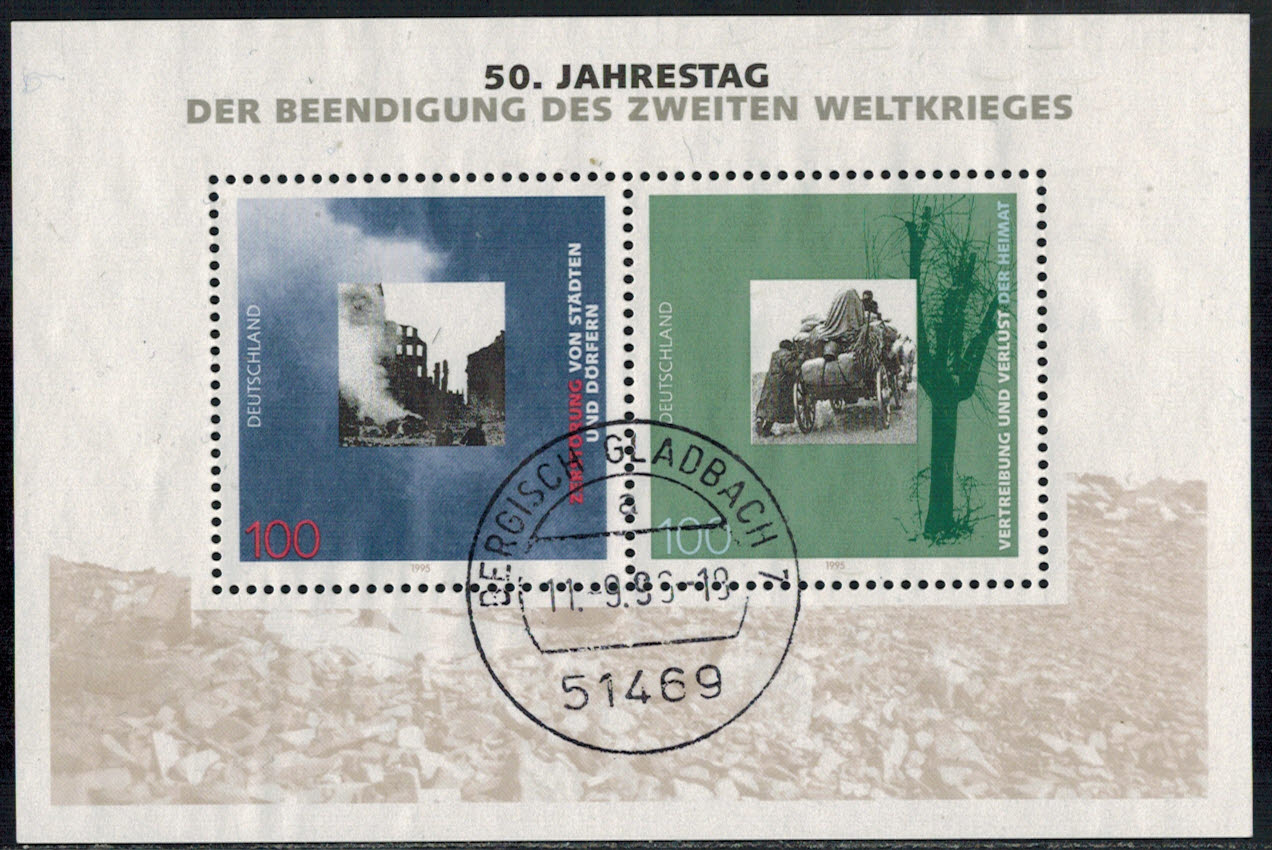 50. JAHRESTAG
DER BEENDIGUNG DES ZWEITEN WELTKRIEGES
DEUTSCHLAND
ZERSTÖRUNG VON STÄDTEN
UND DÖRFERN
100
1995
DEUTSCHLAND
VERTREIBUNG UND VERLUST DER HEIMAT
100
1995
BERGISCH GLADBACH 7
a
51469